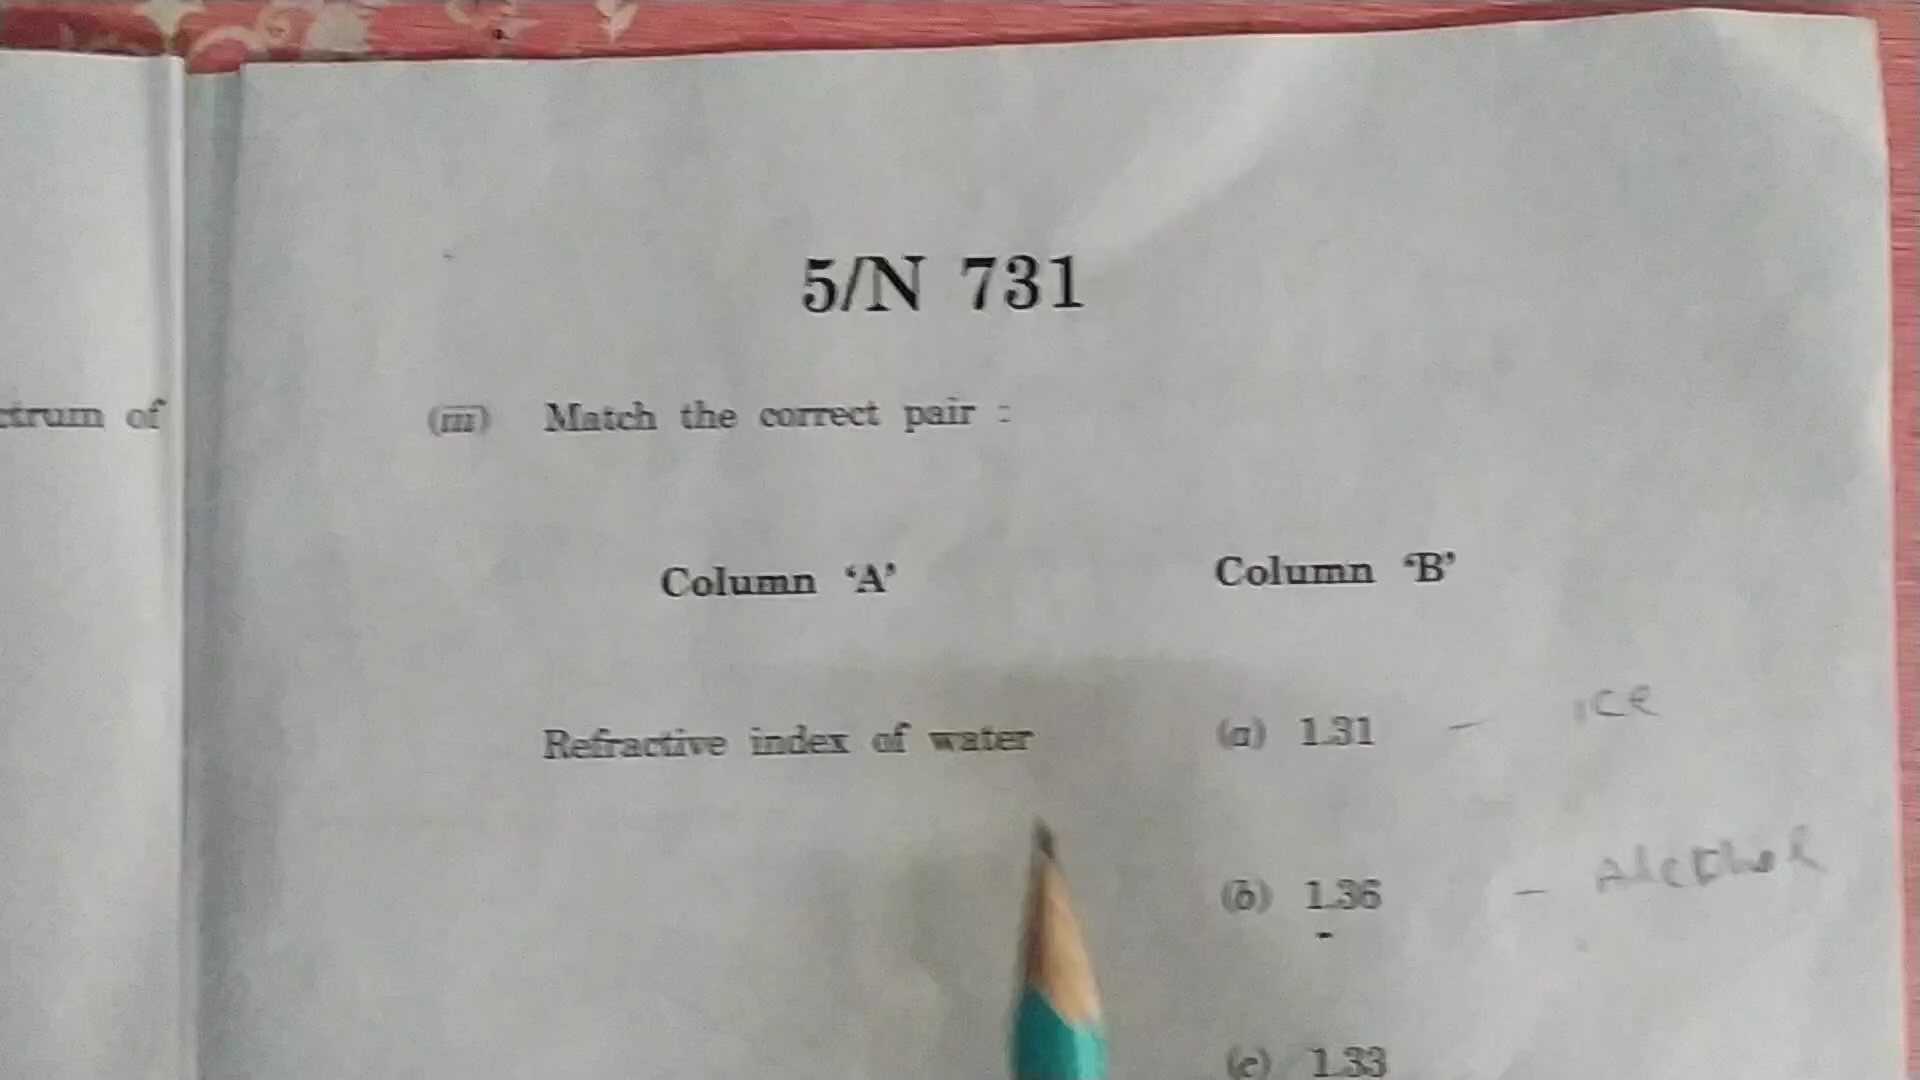 5/N 731
ctrum of
(iii) Match the correct pair :
Column ‘A’ Column ‘B’
Refractive index of water (a) 1.31 – ICE
(b) 1.36 – Alcohol
(c) 1.33